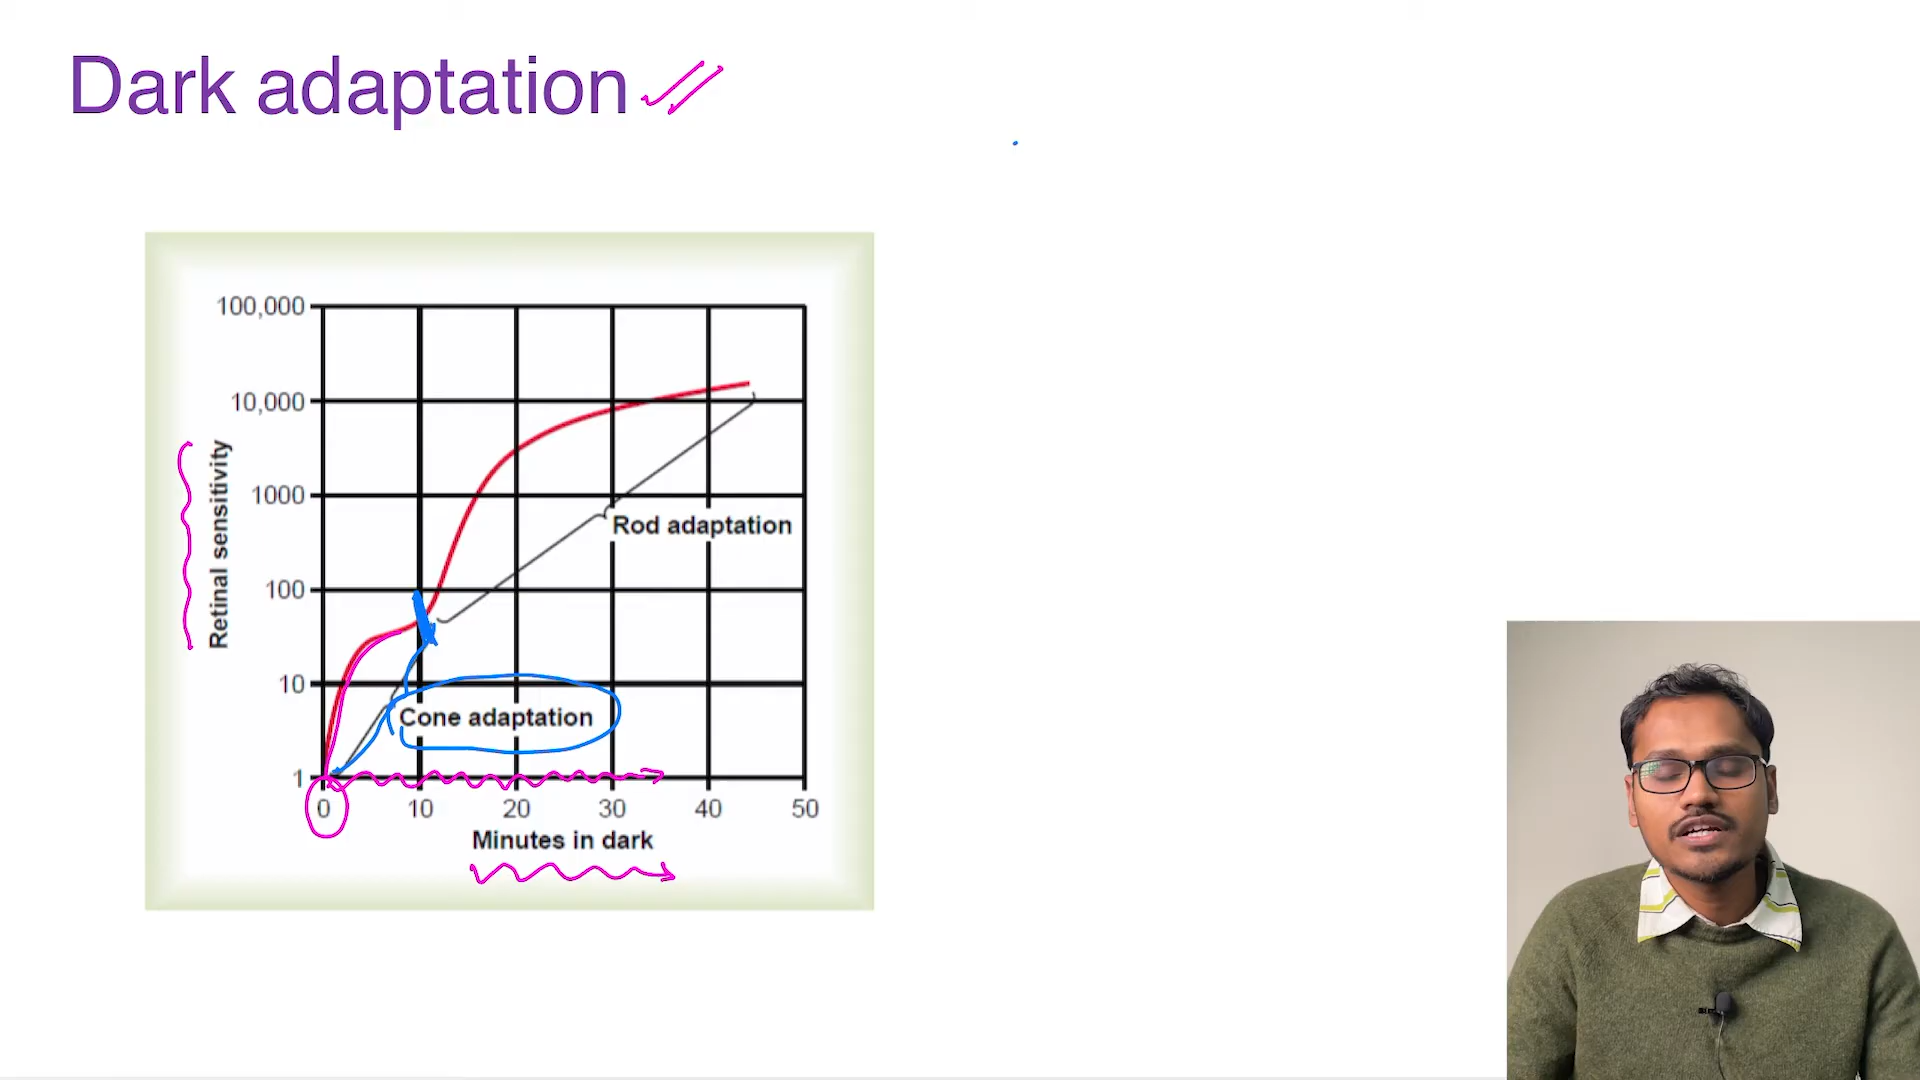 Dark adaptation
100,000
10,000
1000
100
10
1
Retinal sensitivity
Rod adaptation
Cone adaptation
0 10 20 30 40 50
Minutes in dark